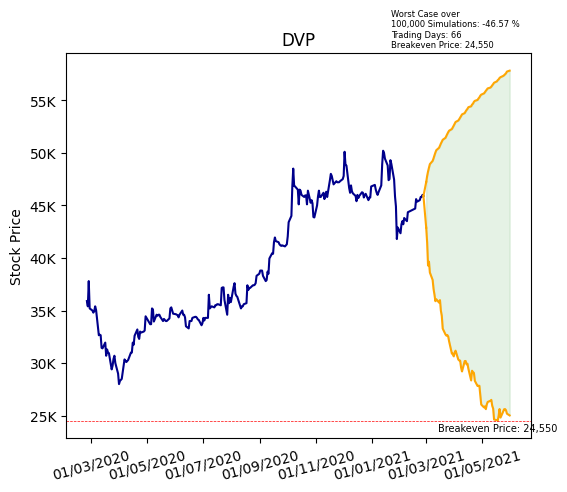 Worst Case over
100,000 Simulations: -46.57 %
Trading Days: 66
Breakeven Price: 24,550
DVP
Stock Price
55K
50K
45K
40K
35K
30K
25K
Breakeven Price: 24,550
01/03/2020 01/05/2020 01/07/2020 01/09/2020 01/11/2020 01/01/2021 01/03/2021 01/05/2021